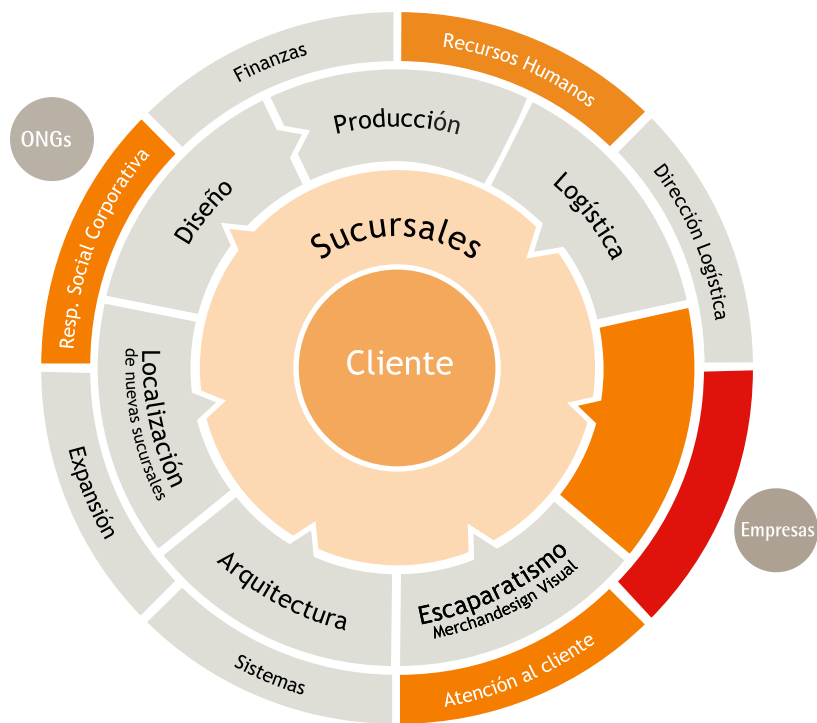 Finanzas
Recursos Humanos
ONGs
Producción
Diseño
Logística
Dirección Logística
Resp. Social Corporativa
Sucursales
Cliente
Localización
de nuevas sucursales
Expansión
Empresas
Arquitectura
Escaparatismo
Merchandesign Visual
Sistemas
Atención al cliente